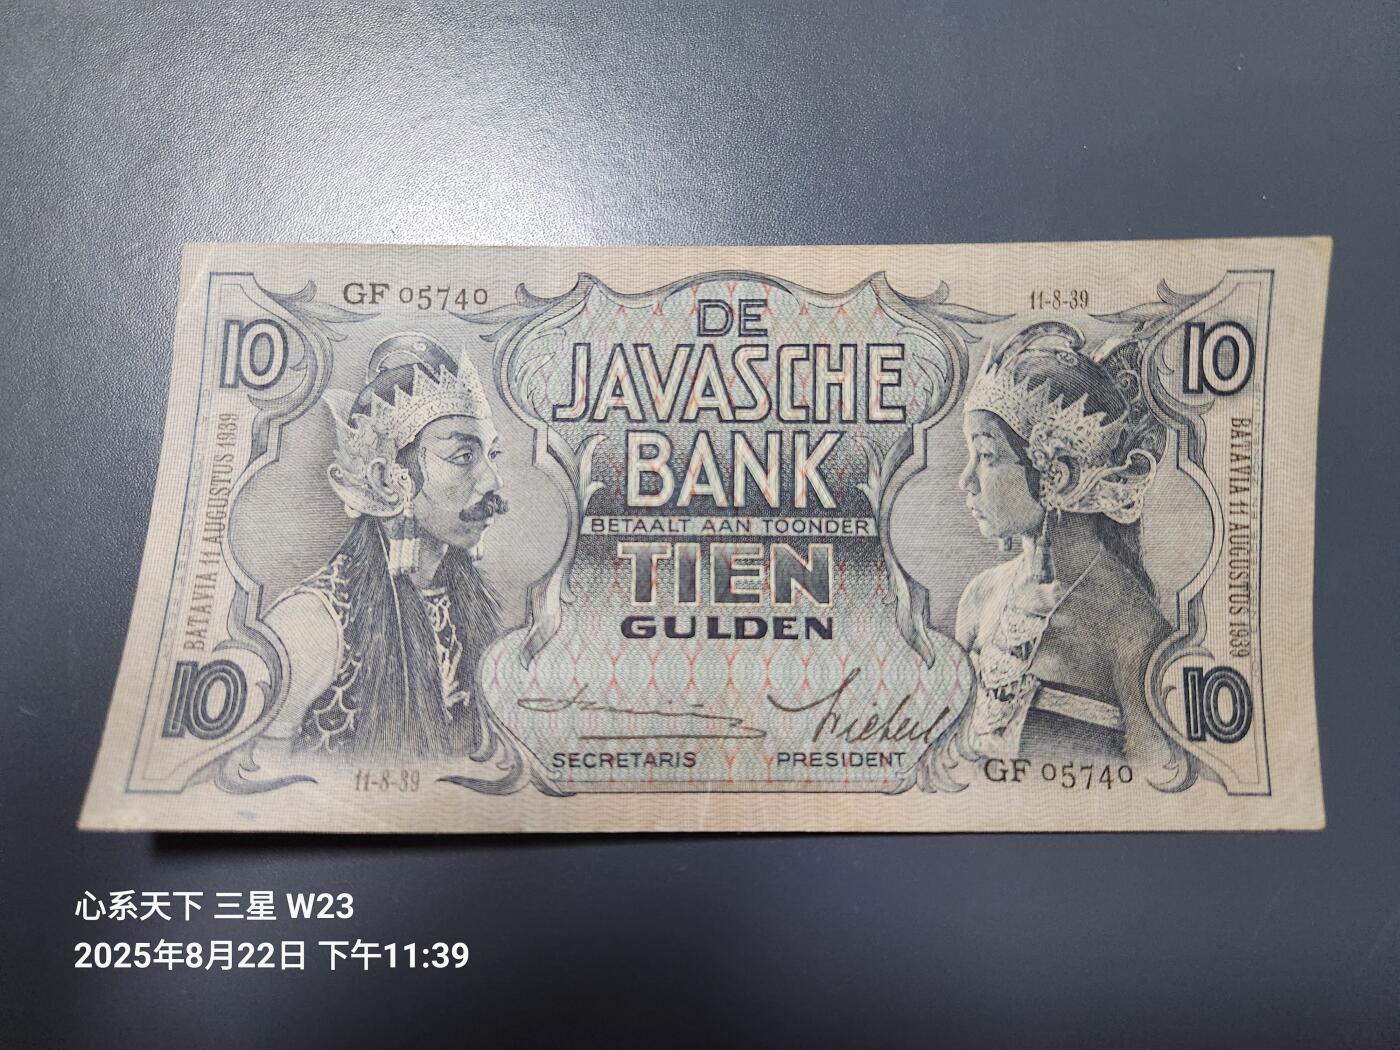 GF 05740
11-8-39
10
10
DE
JAVASCHE
BANK
BETAALT AAN TOONDER
TIEN
GULDEN
BATAVIA 11 AUGUSTUS 1939
BATAVIA 11 AUGUSTUS 1939
10
10
SECRETARIS
PRESIDENT
11-8-39
GF 05740
心系天下 三星 W23
2025年8月22日 下午11:39